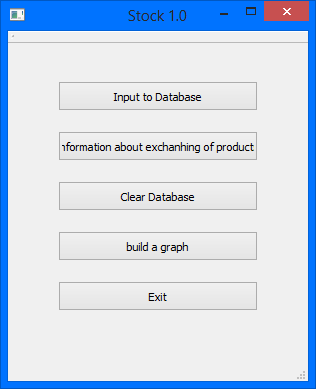 Stock 1.0
Input to Database
nformation about exchanhing of product
Clear Database
build a graph
Exit